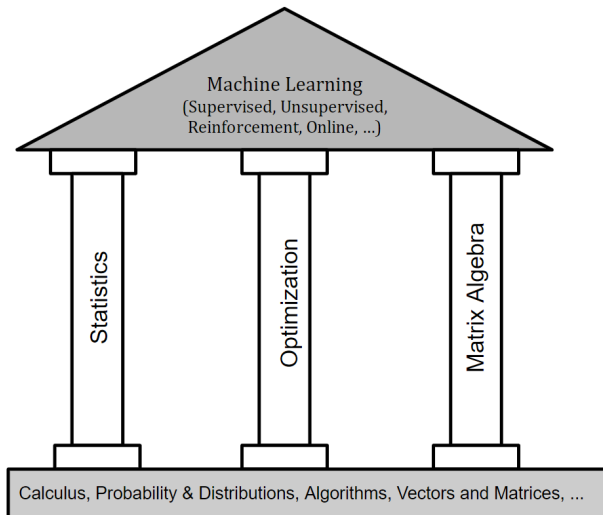 Machine Learning
(Supervised, Unsupervised,
Reinforcement, Online, ...)
Statistics
Optimization
Matrix Algebra
Calculus, Probability & Distributions, Algorithms, Vectors and Matrices, ...